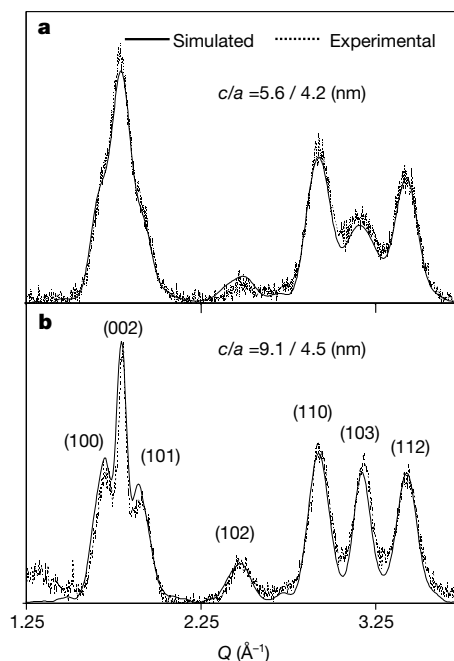 a
Simulated Experimental
c/a =5.6 / 4.2 (nm)
b
(002)
c/a =9.1 / 4.5 (nm)
(100)
(101)
(110)
(103)
(112)
(102)
1.25 2.25 3.25
Q (Å⁻¹)